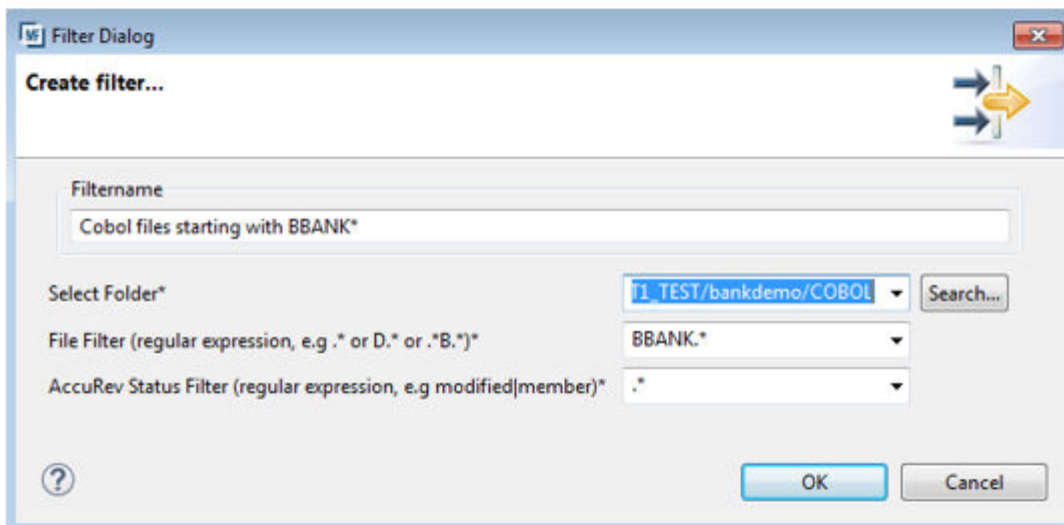 MF Filter Dialog
Create filter...
Filtername
Cobol files starting with BBANK*
Select Folder* T1_TEST/bankdemo/COBOL Search...
File Filter (regular expression, e.g .* or D.* or .*B.*)* BBANK.*
AccuRev Status Filter (regular expression, e.g modified|member)* .*
? OK Cancel